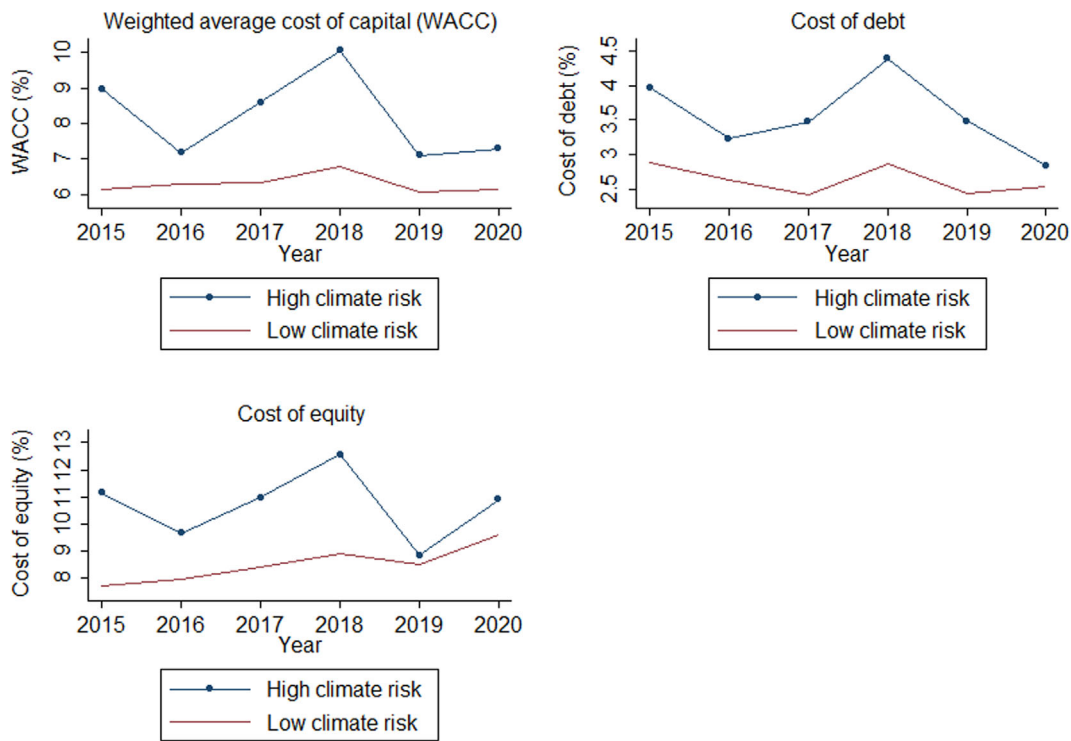 Weighted average cost of capital (WACC)
WACC (%)
10
9
8
7
6
2015 2016 2017 2018 2019 2020
Year
High climate risk
Low climate risk
Cost of debt
Cost of debt (%)
4.5
4
3.5
3
2.5
2015 2016 2017 2018 2019 2020
Year
High climate risk
Low climate risk
Cost of equity
Cost of equity (%)
13
12
11
10
9
8
2015 2016 2017 2018 2019 2020
Year
High climate risk
Low climate risk